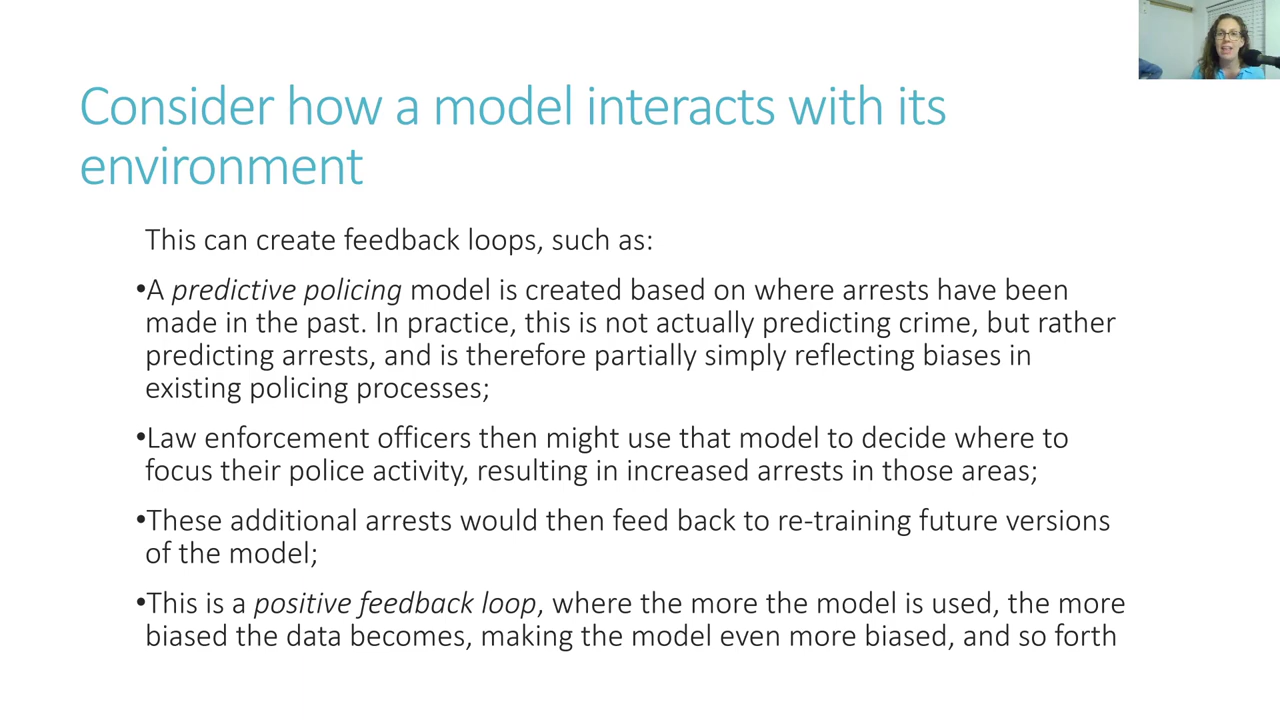 Consider how a model interacts with its
environment
This can create feedback loops, such as:
•A predictive policing model is created based on where arrests have been
made in the past. In practice, this is not actually predicting crime, but rather
predicting arrests, and is therefore partially simply reflecting biases in
existing policing processes;
•Law enforcement officers then might use that model to decide where to
focus their police activity, resulting in increased arrests in those areas;
•These additional arrests would then feed back to re-training future versions
of the model;
•This is a positive feedback loop, where the more the model is used, the more
biased the data becomes, making the model even more biased, and so forth